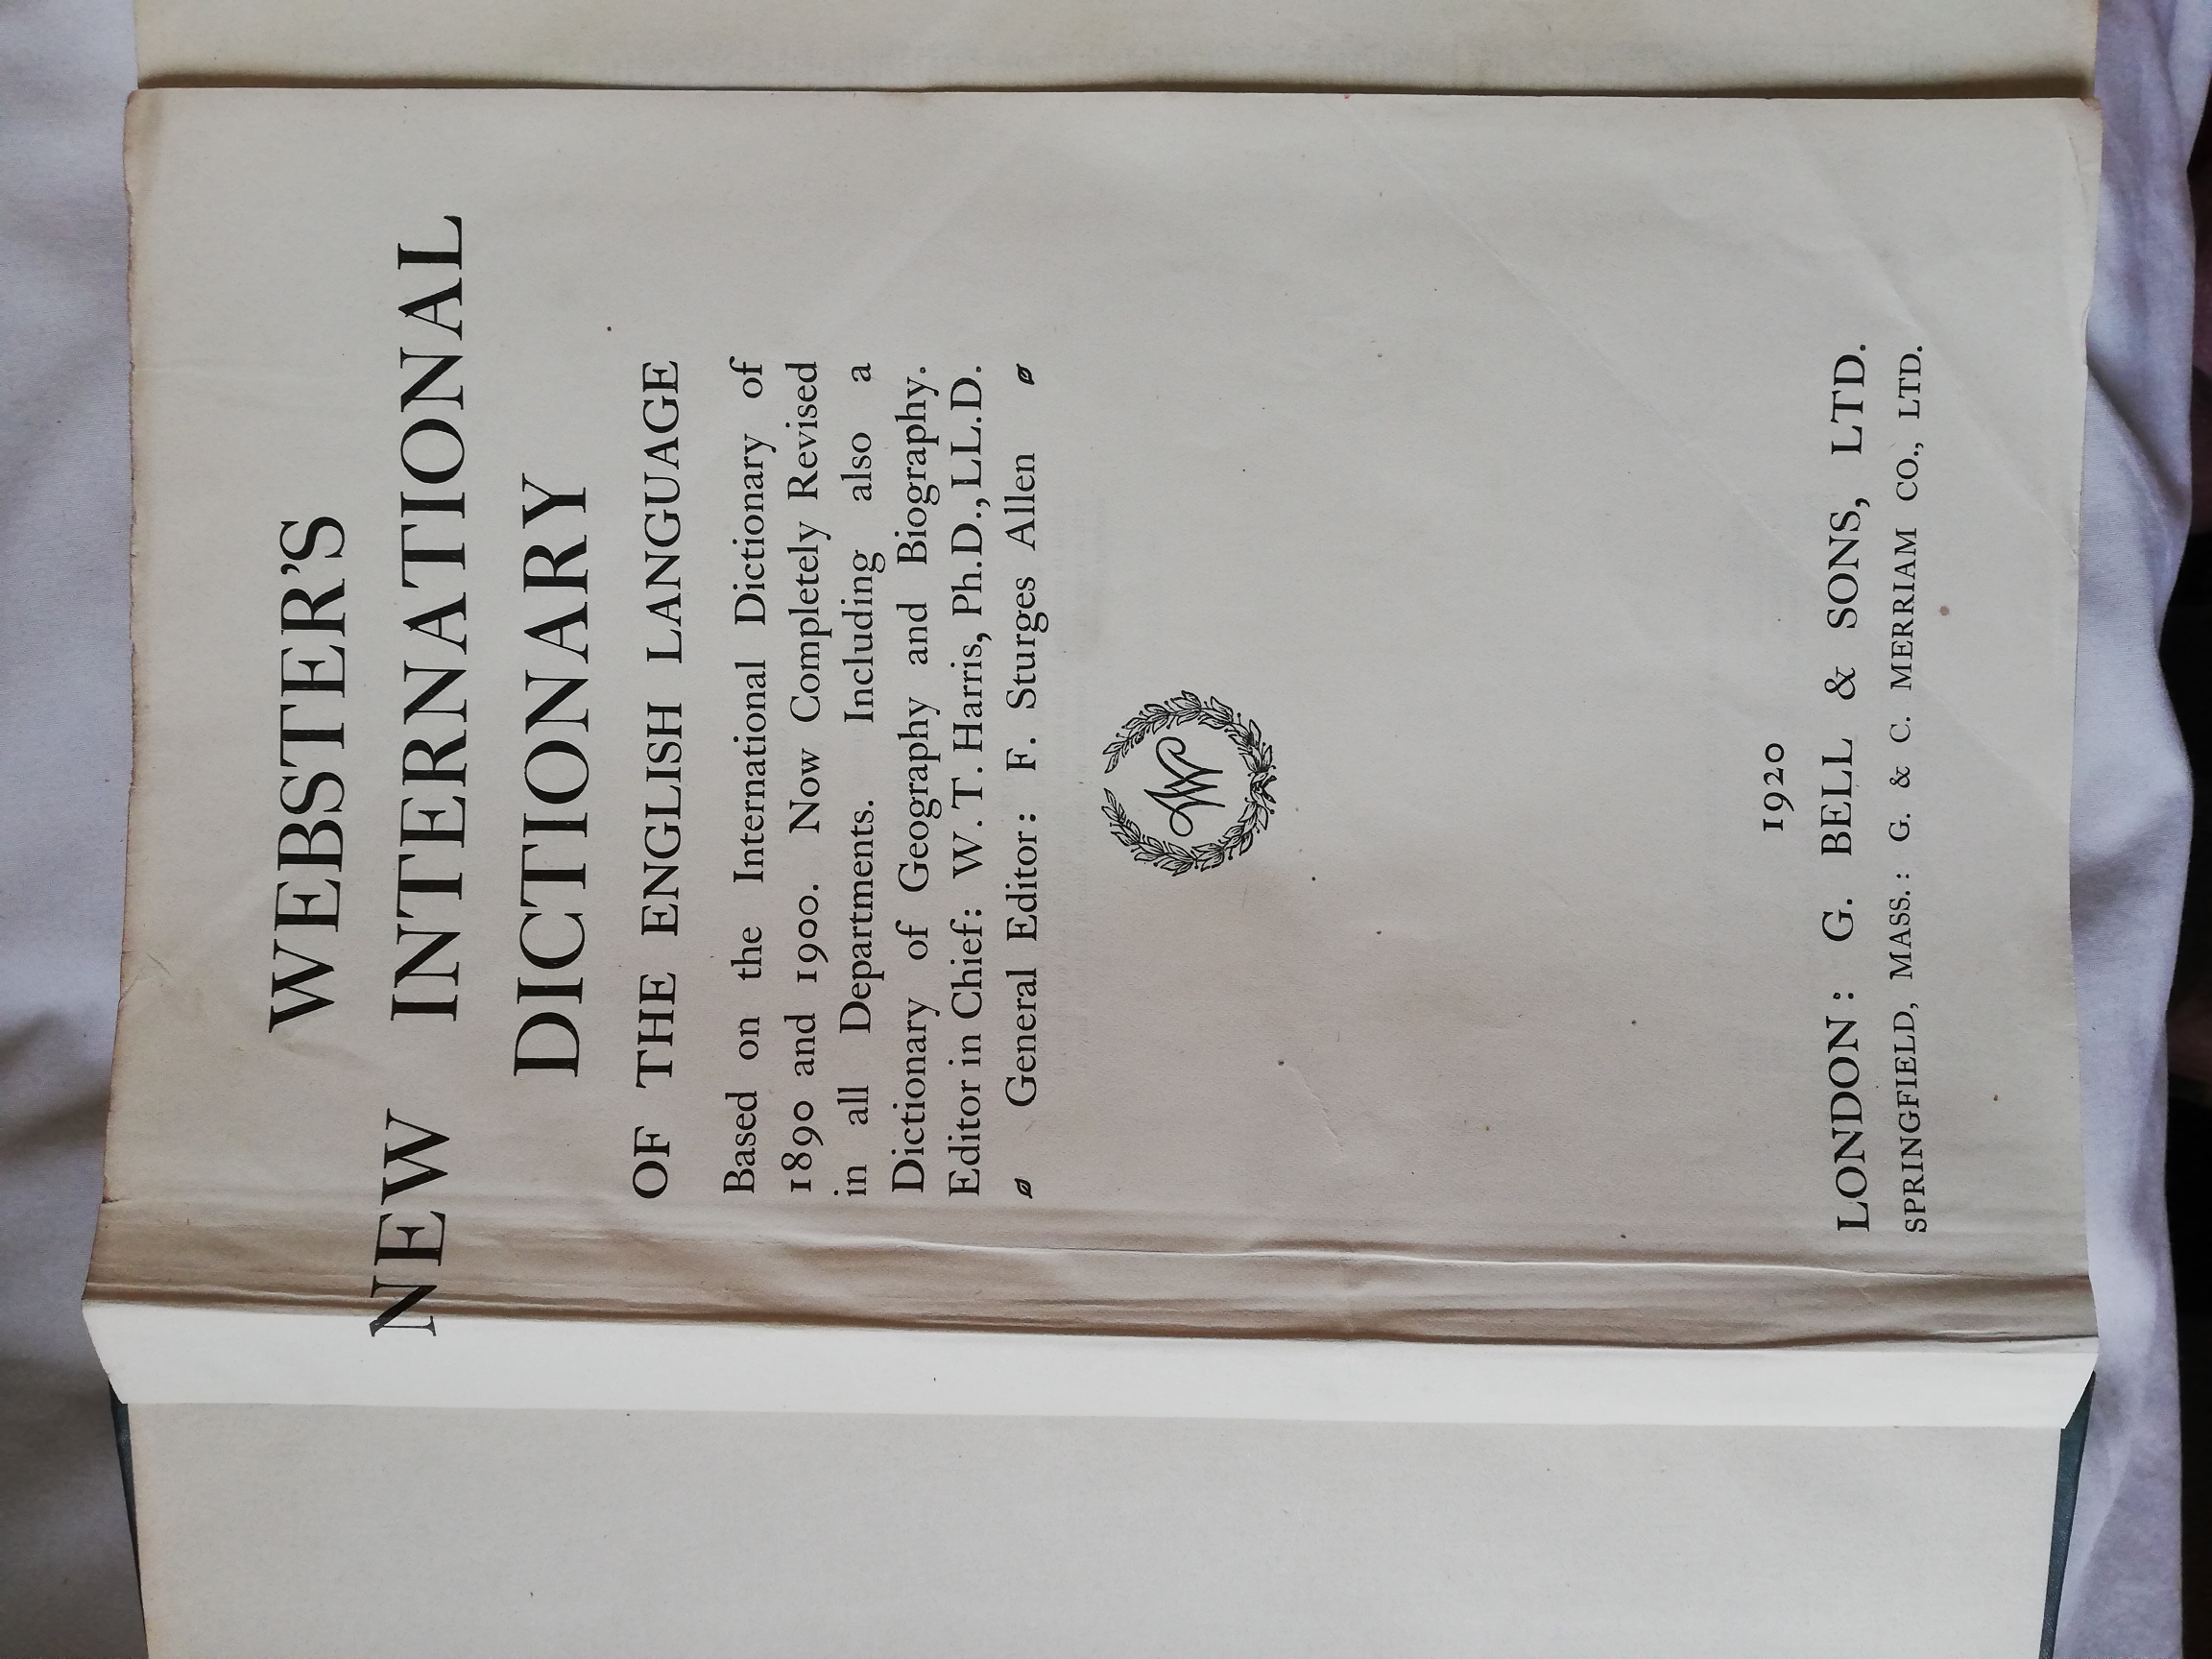 WEBSTER'S
NEW INTERNATIONAL
DICTIONARY
OF THE ENGLISH LANGUAGE
Based on the International Dictionary of
1890 and 1900. Now Completely Revised
in all Departments. Including also a
Dictionary of Geography and Biography.
Editor in Chief: W. T. Harris, Ph.D., LL.D.
General Editor: F. Sturges Allen
W
1920
LONDON: G. BELL & SONS, LTD.
SPRINGFIELD, MASS.: G. & C. MERRIAM CO., LTD.